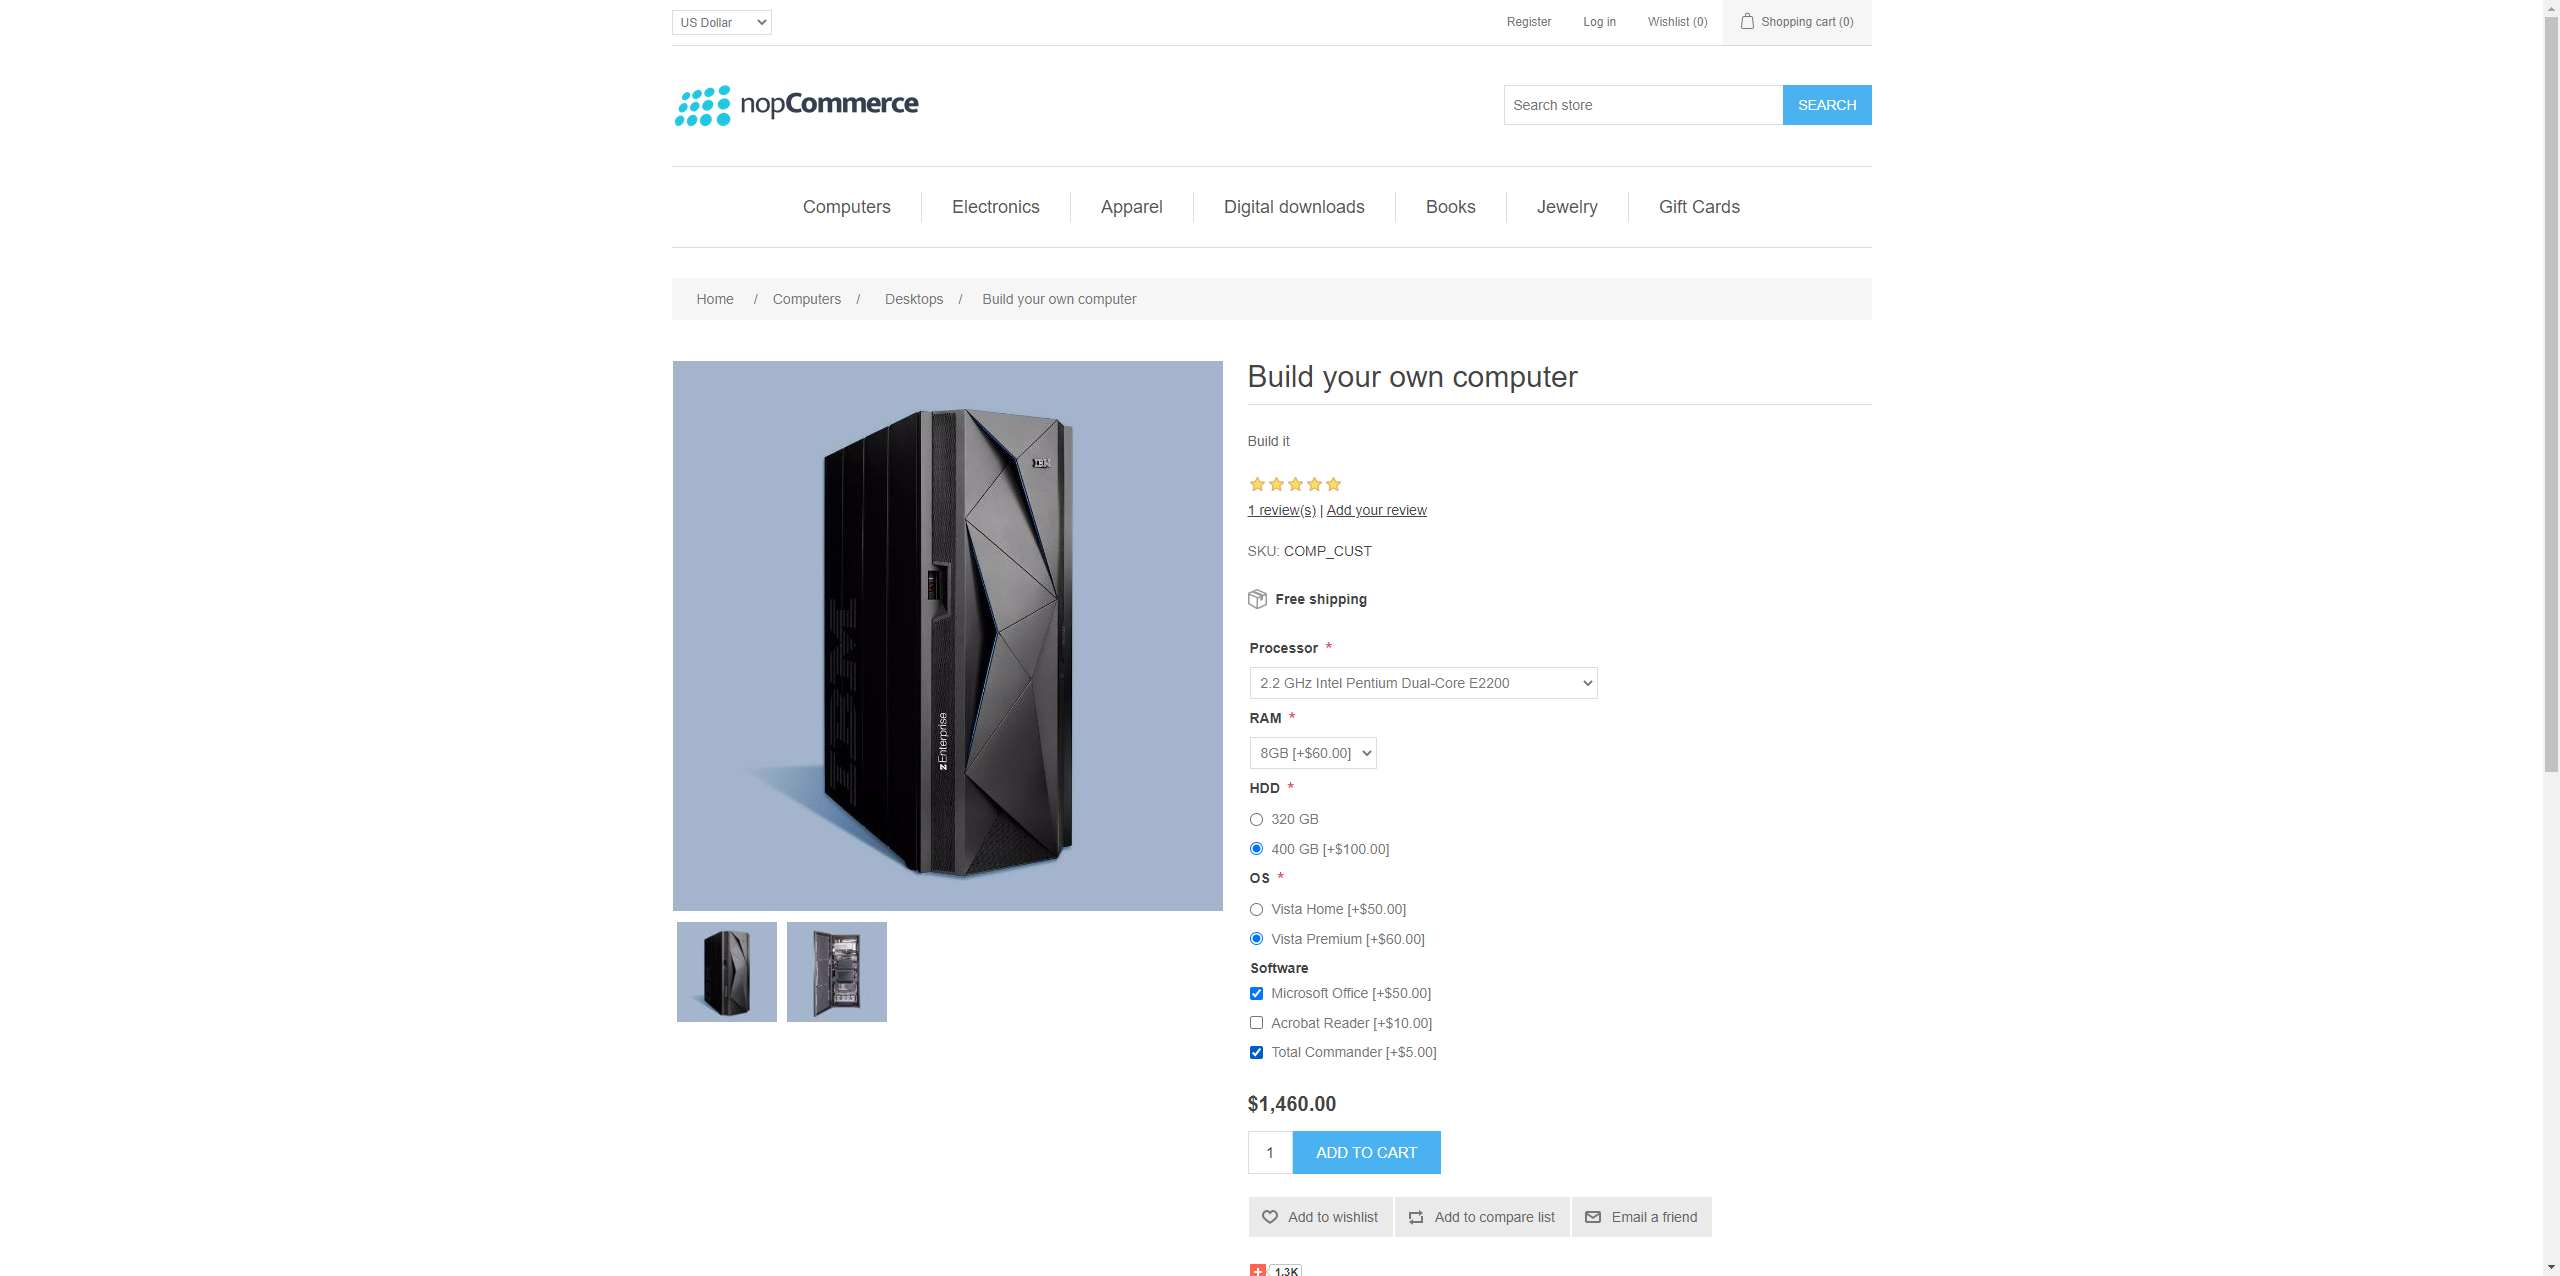 US Dollar
Register
Log in
Wishlist (0)
Shopping cart (0)
nopCommerce
Search store
SEARCH
Computers
Electronics
Apparel
Digital downloads
Books
Jewelry
Gift Cards
Home / Computers / Desktops / Build your own computer
IBM
IBM
zEnterprise
Build your own computer
Build it
1 review(s) | Add your review
SKU: COMP_CUST
Free shipping
Processor *
2.2 GHz Intel Pentium Dual-Core E2200
RAM *
8GB [+$60.00]
HDD *
320 GB
400 GB [+$100.00]
OS *
Vista Home [+$50.00]
Vista Premium [+$60.00]
Software
Microsoft Office [+$50.00]
Acrobat Reader [+$10.00]
Total Commander [+$5.00]
$1,460.00
1
ADD TO CART
Add to wishlist
Add to compare list
Email a friend
1.3K